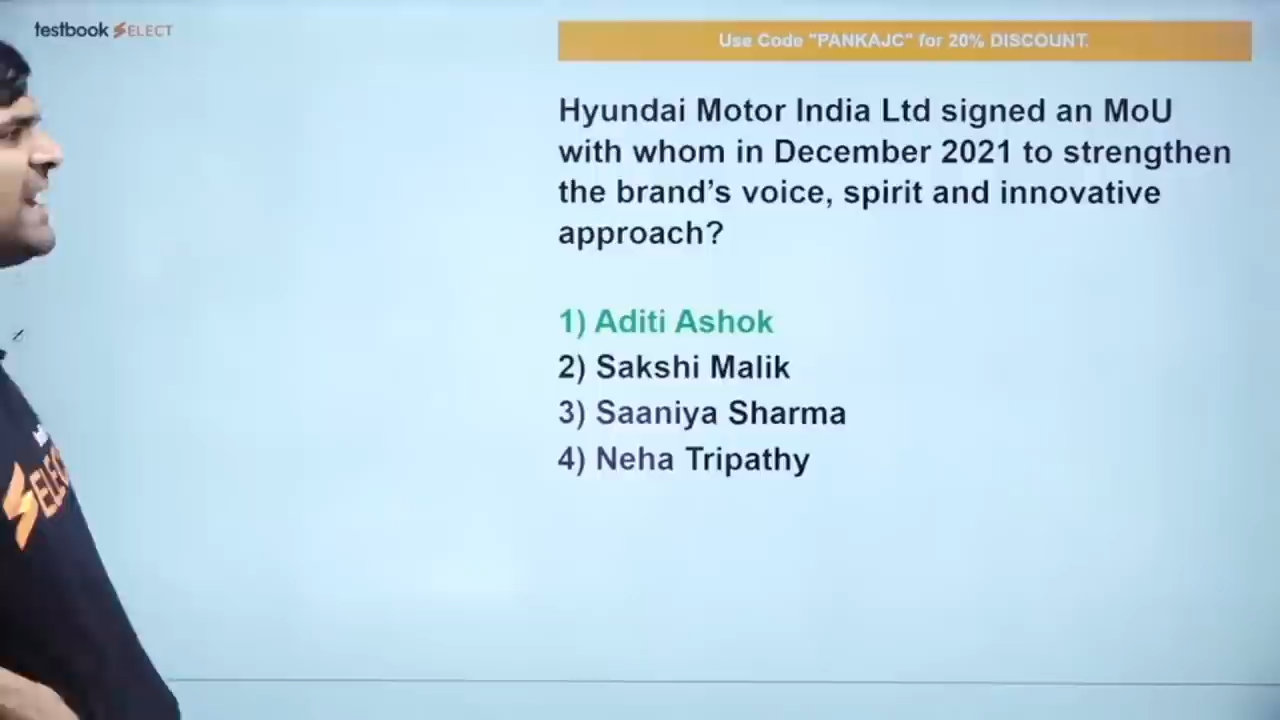 testbook SELECT
Use Code "PANKAJC" for 20% DISCOUNT.
Hyundai Motor India Ltd signed an MoU
with whom in December 2021 to strengthen
the brand’s voice, spirit and innovative
approach?
1) Aditi Ashok
2) Sakshi Malik
3) Saaniya Sharma
4) Neha Tripathy